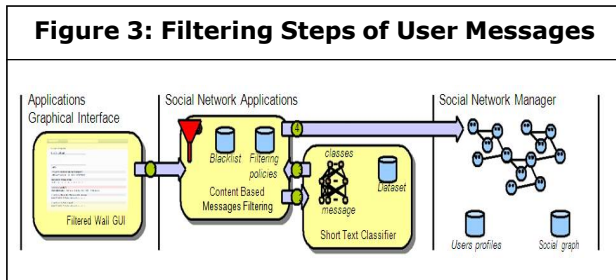 Figure 3: Filtering Steps of User Messages
Applications
Graphical Interface
Social Network Applications
Social Network Manager
Blacklist
Filtering
policies
Content Based
Messages Filtering
Filtered Wall GUI
classes
message
Dataset
Short Text Classifier
4
Users profiles
Social graph